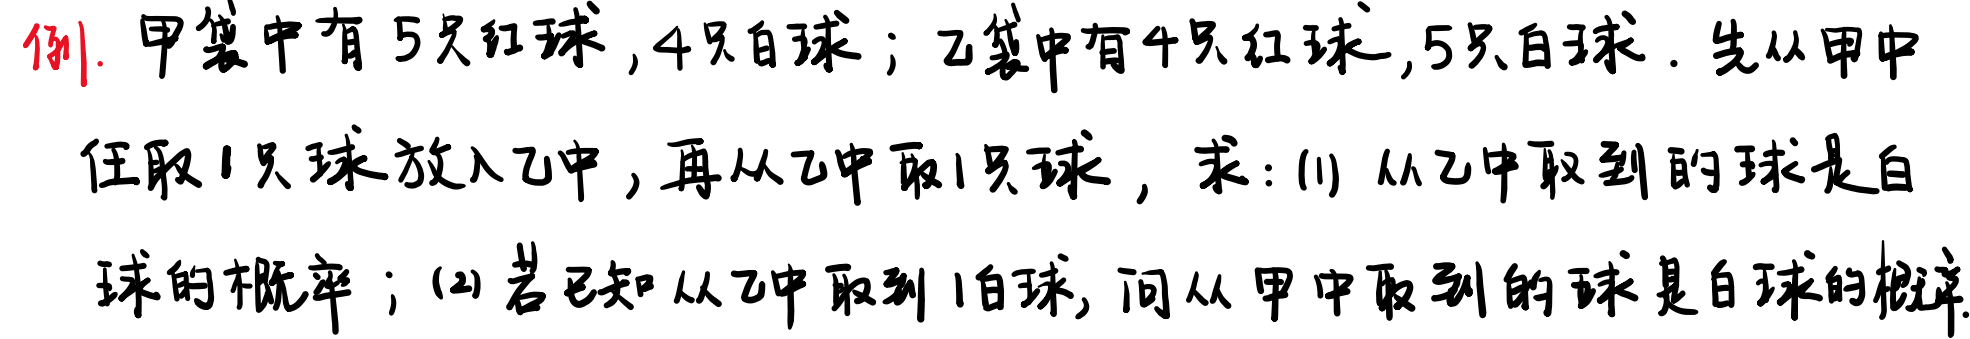 例. 甲袋中有5只红球,4只白球；乙袋中有4只红球,5只白球．先从甲中
任取1只球放入乙中，再从乙中取1只球，求：(1) 从乙中取到的球是白
球的概率；(2) 若已知从乙中取到1白球,问从甲中取到的球是白球的概率.